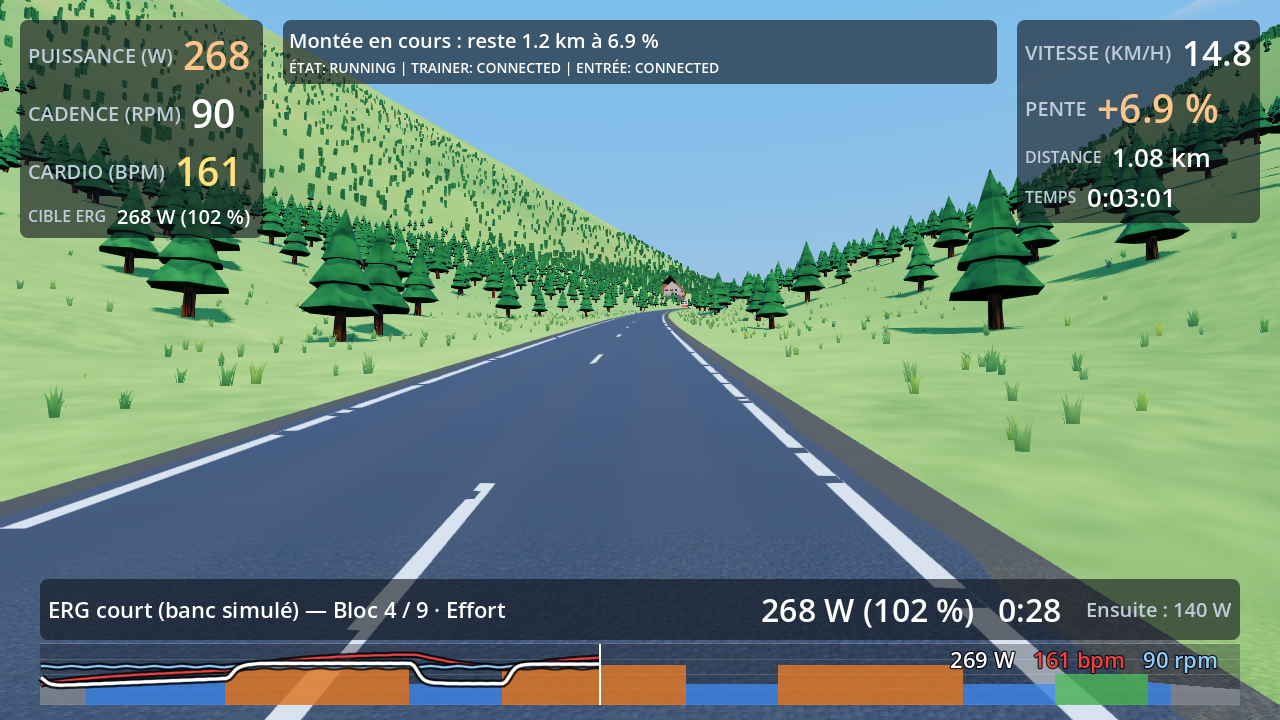 PUISSANCE (W) 268
CADENCE (RPM) 90
CARDIO (BPM) 161
CIBLE ERG 268 W (102 %)
Montée en cours : reste 1.2 km à 6.9 %
ÉTAT: RUNNING | TRAINER: CONNECTED | ENTRÉE: CONNECTED
VITESSE (KM/H) 14.8
PENTE +6.9 %
DISTANCE 1.08 km
TEMPS 0:03:01
ERG court (banc simulé) — Bloc 4 / 9 · Effort 268 W (102 %) 0:28 Ensuite : 140 W
269 W 161 bpm 90 rpm